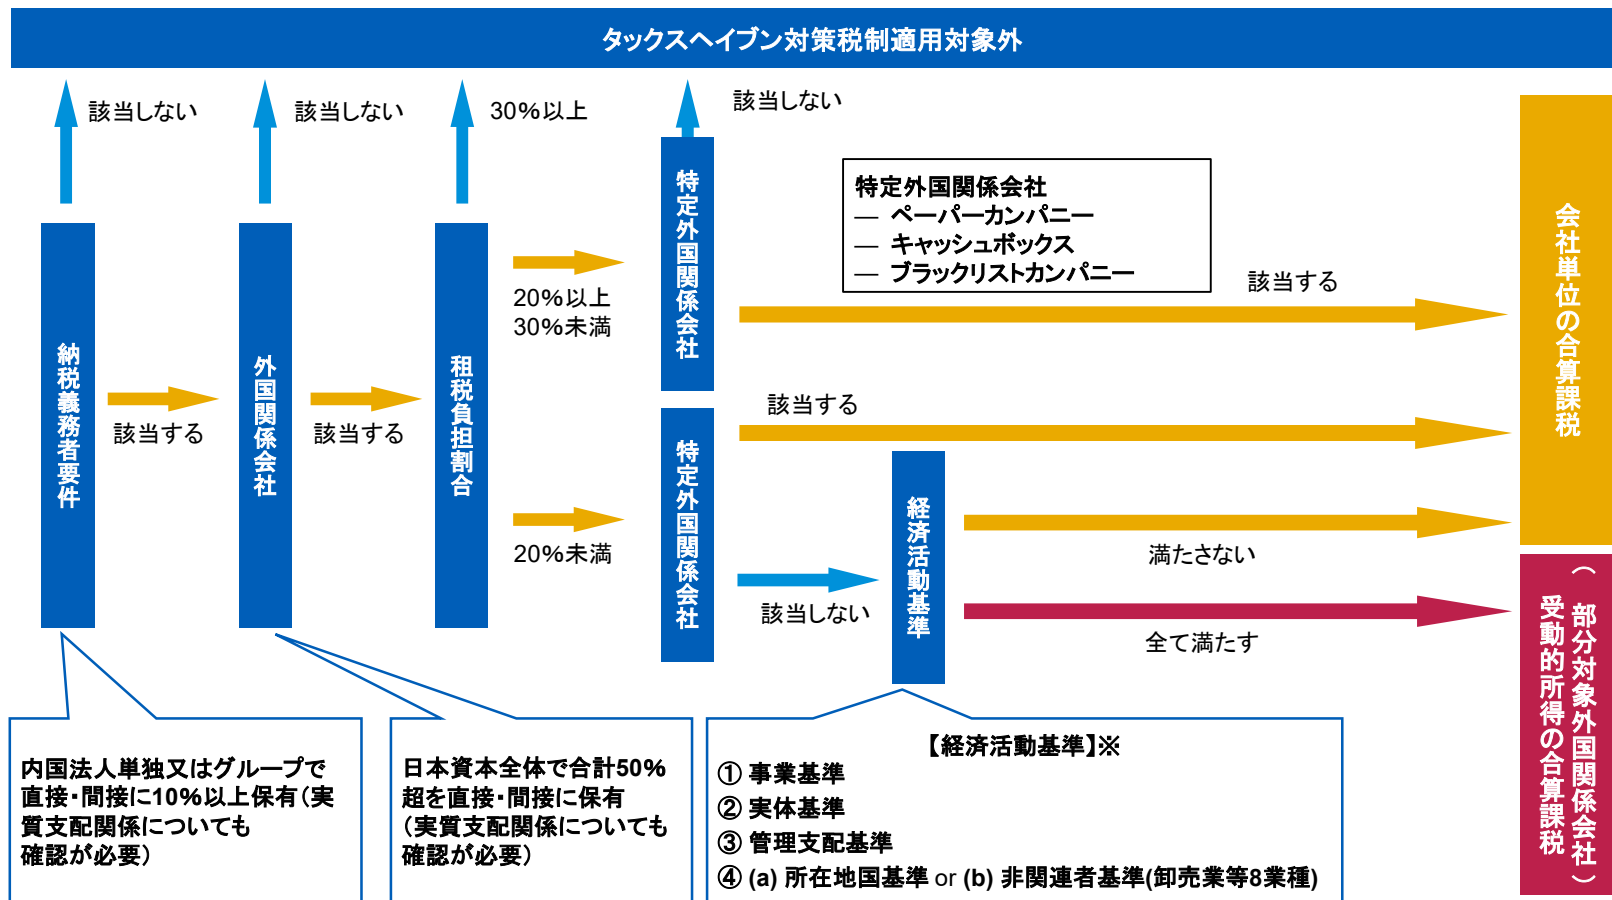 タックスヘイブン対策税制適用対象外
該当しない
該当しない
30%以上
該当しない
納税義務者要件
該当する
外国関係会社
該当する
租税負担割合
20%以上
30%未満
20%未満
特定外国関係会社
特定外国関係会社
— ペーパーカンパニー
— キャッシュボックス
— ブラックリストカンパニー
該当する
特定外国関係会社
該当する
該当しない
経済活動基準
満たさない
全て満たす
会社単位の合算課税
（部分対象外国関係会社）
受動的所得の合算課税
内国法人単独又はグループで
直接・間接に10%以上保有(実
質支配関係についても
確認が必要)
日本資本全体で合計50%
超を直接・間接に保有
(実質支配関係についても
確認が必要)
【経済活動基準】※
① 事業基準
② 実体基準
③ 管理支配基準
④ (a) 所在地国基準 or (b) 非関連者基準(卸売業等8業種)